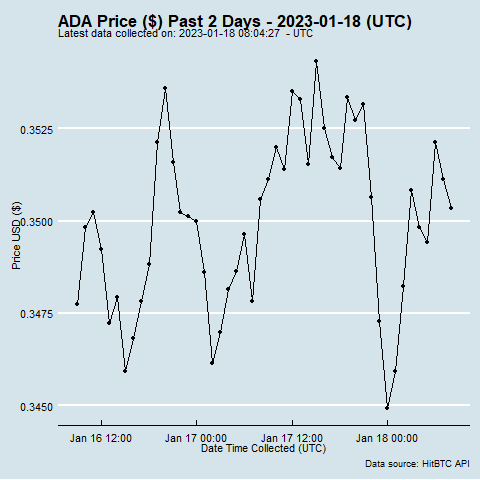 ADA Price ($) Past 2 Days - 2023-01-18 (UTC)
Latest data collected on: 2023-01-18 08:04:27 - UTC
Price USD ($)
0.3525
0.3500
0.3475
0.3450
Jan 16 12:00
Jan 17 00:00
Jan 17 12:00
Jan 18 00:00
Date Time Collected (UTC)
Data source: HitBTC API